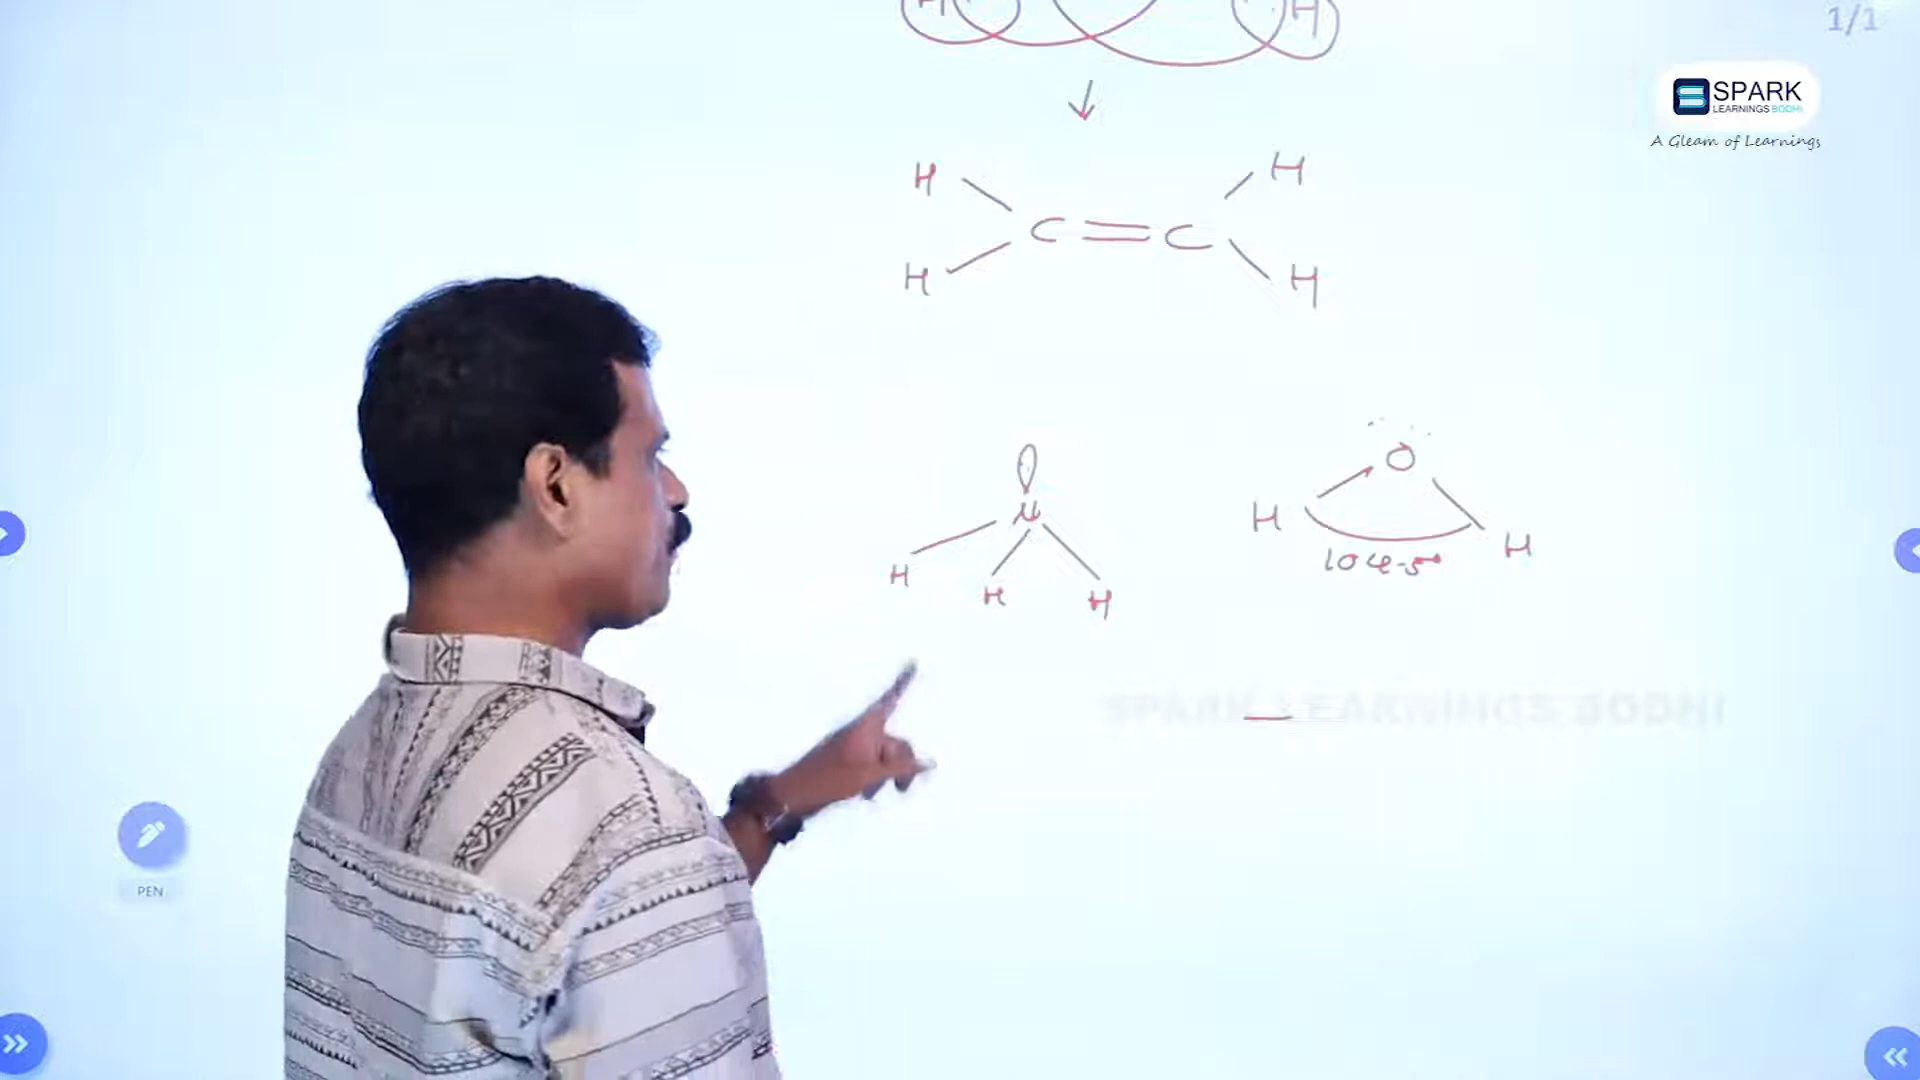 H H
1/1
SPARK
LEARNINGS BODHI
A Gleam of Learnings
H H
C = C
H H
O
N
H H
104.5°
H H H
SPARK LEARNINGS BODHI
PEN